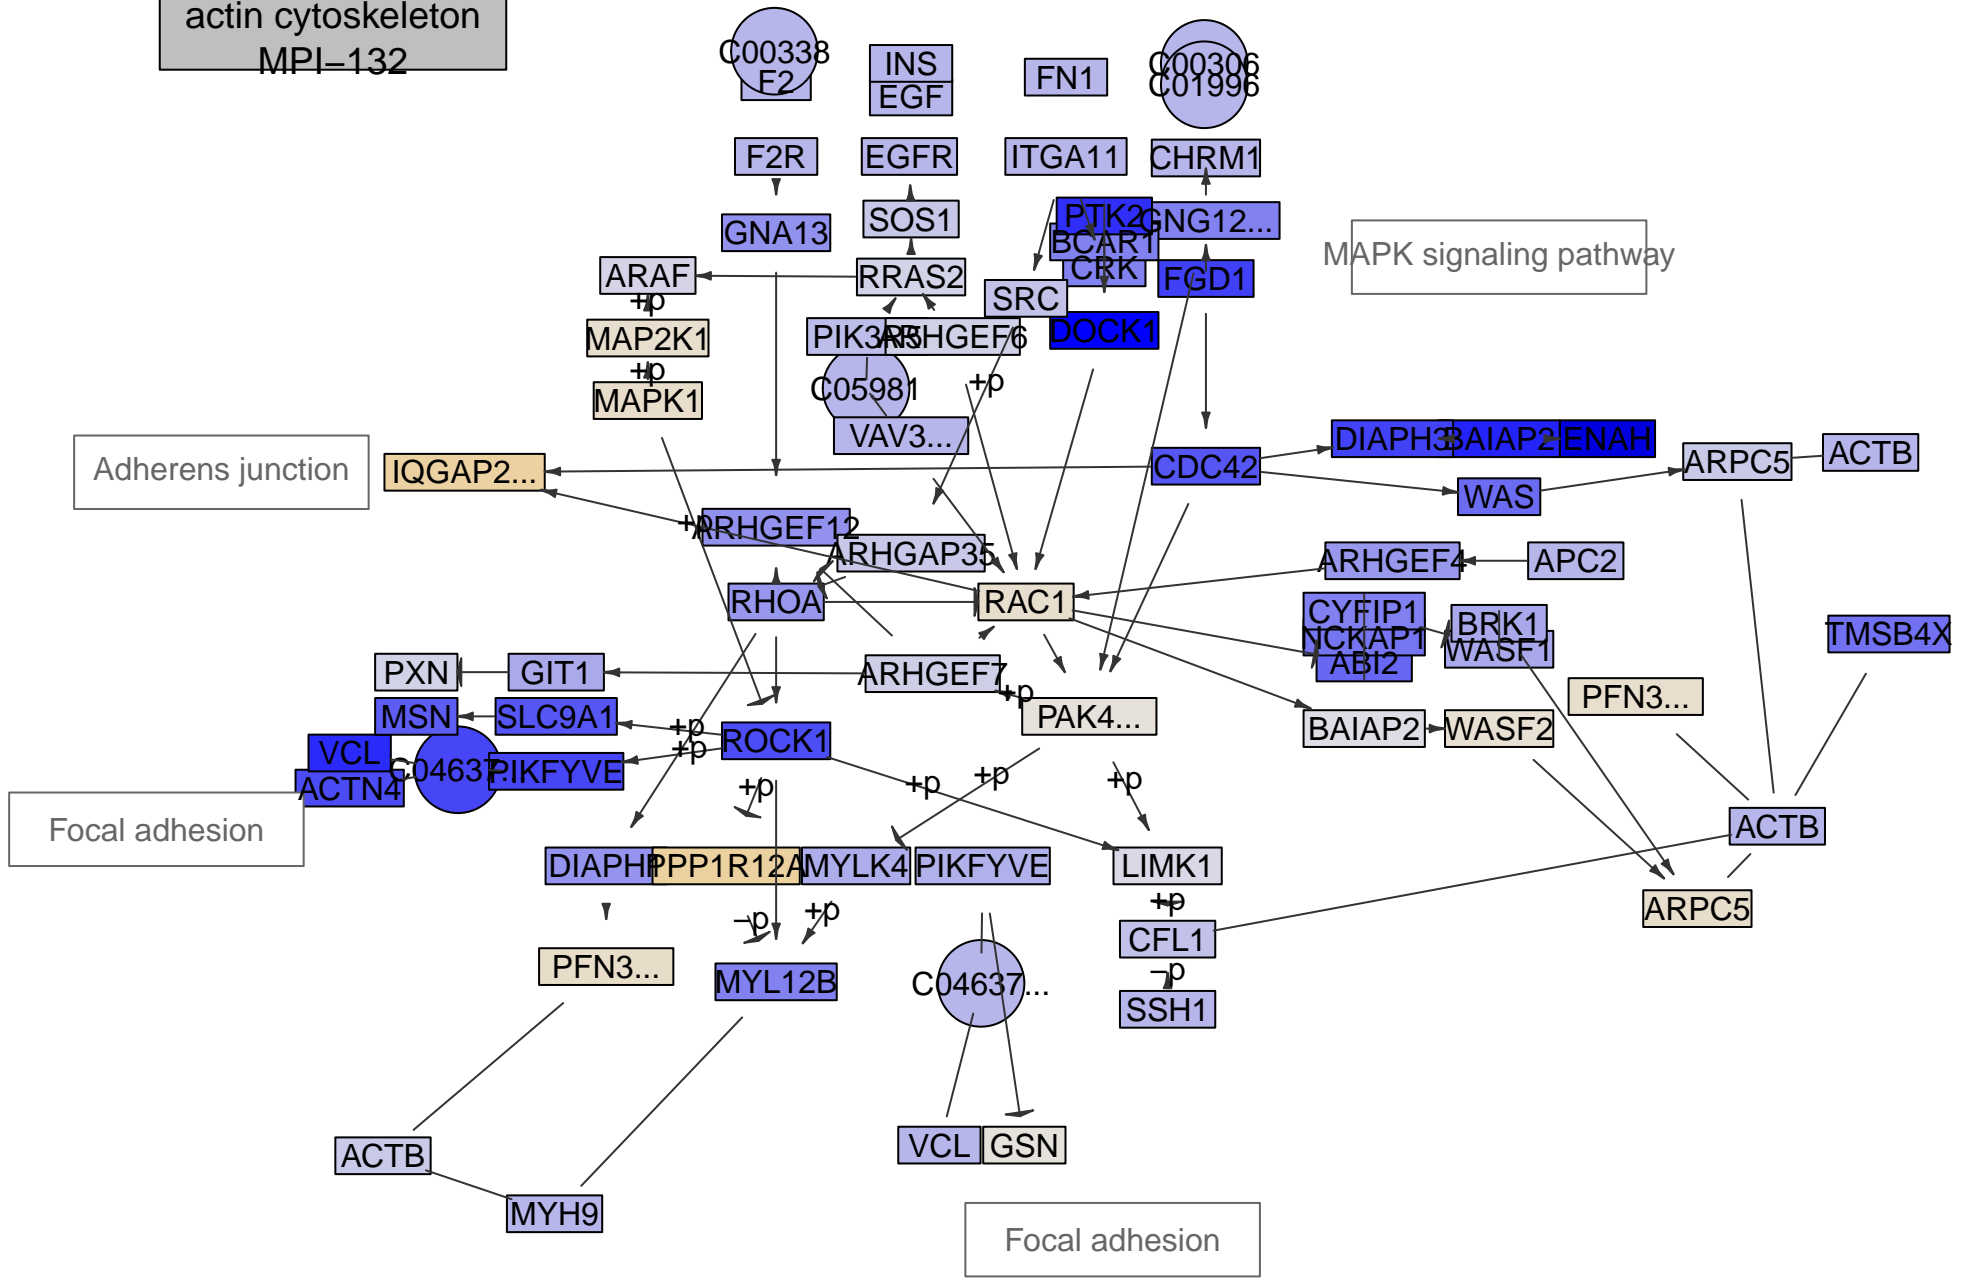 actin cytoskeleton
MPI−132
C00338
F2
INS
EGF
FN1
C00306
C01996
F2R
EGFR
ITGA11
CHRM1
GNA13
SOS1
PTK2
GNG12...
BCAR1
CRK
MAPK signaling pathway
ARAF
RRAS2
SRC
FGD1
+p
MAP2K1
ARHGEF6
DOCK1
+p
MAPK1
C05981
+p
VAV3...
Adherens junction
IQGAP2...
CDC42
DIAPH3
BAIAP2
ENAH
ARPC5
ACTB
WAS
+p
ARHGEF12
ARHGAP35
ARHGEF4
APC2
RHOA
RAC1
CYFIP1
NCKAP1
ABI2
BRK1
WASF1
TMSB4X
PXN
GIT1
ARHGEF7
+p
PFN3...
MSN
SLC9A1
+p
PAK4...
BAIAP2
WASF2
VCL
ACTN4
C04637...
PIKFYVE
+p
ROCK1
+p
+p
+p
+p
Focal adhesion
ACTB
PPP1R12A
MYLK4
PIKFYVE
LIMK1
−p
+p
+p
ARPC5
CFL1
PFN3...
MYL12B
C04637...
−p
SSH1
ACTB
VCL
GSN
MYH9
Focal adhesion